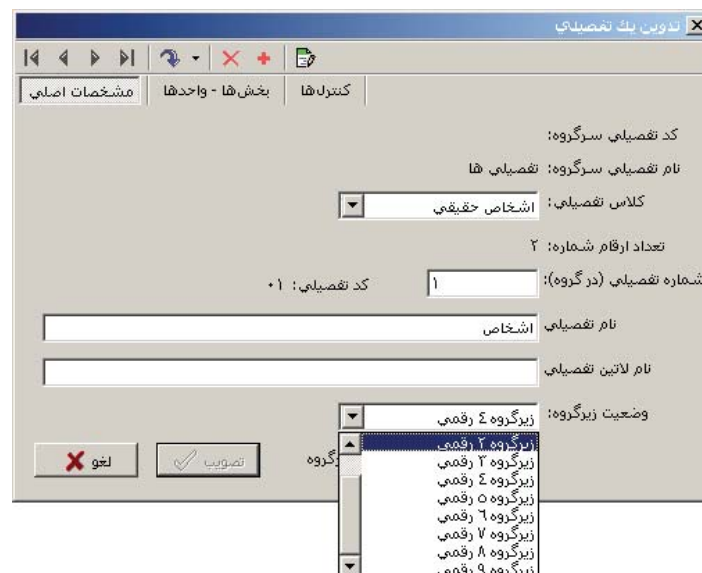 تدوين يك تفصيلي
مشخصات اصلي
بخش‌ها - واحدها
كنترل‌ها
كد تفصيلي سرگروه:
نام تفصيلي سرگروه: تفصيلي ها
كلاس تفصيلي: اشخاص حقيقي
تعداد ارقام شماره: ۲
شماره تفصيلي (در گروه): ۱ كد تفصيلي: ۰۱
نام تفصيلي اشخاص
نام لاتين تفصيلي
وضعيت زيرگروه: زيرگروه ٤ رقمي
زيرگروه ۲ رقمي
زيرگروه ۳ رقمي
زيرگروه ٤ رقمي
زيرگروه ٥ رقمي
زيرگروه ٦ رقمي
زيرگروه ۷ رقمي
زيرگروه ۸ رقمي
زيرگروه ۹ رقمي
رگروه
تصويب
لغو